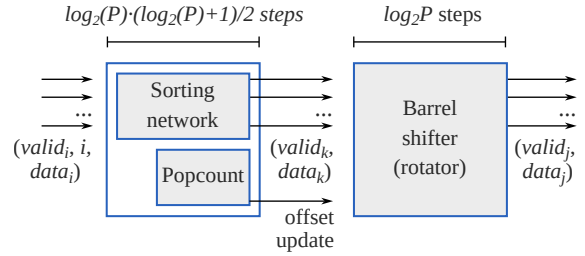 log₂(P)·(log₂(P)+1)/2 steps
log₂P steps
...
(validᵢ, i,
dataᵢ)
Sorting
network
Popcount
...
(validₖ,
dataₖ)
offset
update
Barrel
shifter
(rotator)
...
(validⱼ,
dataⱼ)